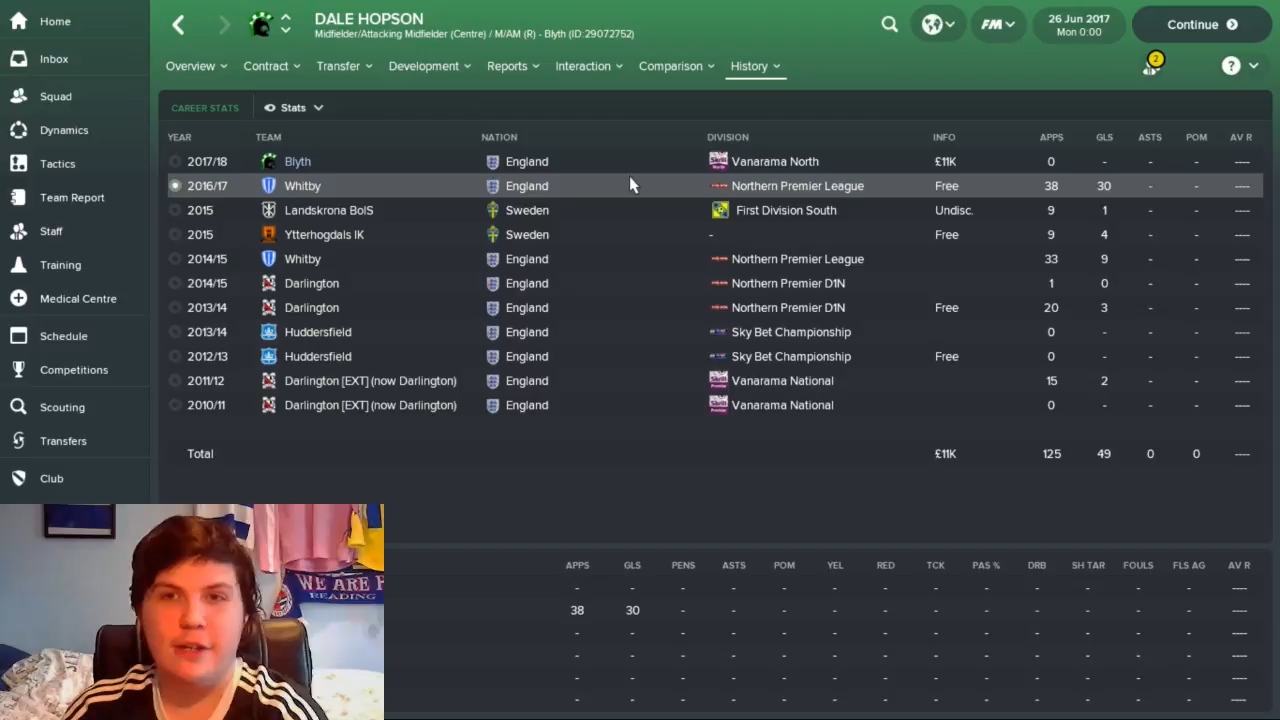 Home
Inbox
Squad
Dynamics
Tactics
Team Report
Staff
Training
Medical Centre
Schedule
Competitions
Scouting
Transfers
Club
DALE HOPSON
Midfielder/Attacking Midfielder (Centre) / M/AM (R) - Blyth (ID:29072752)
FM
26 Jun 2017
Mon 0:00
Continue
Overview Contract Transfer Development Reports Interaction Comparison History
2
?
CAREER STATS Stats
YEAR TEAM NATION DIVISION INFO APPS GLS ASTS POM AV R
2017/18 Blyth England Vanarama North £11K 0 - - - ----
2016/17 Whitby England Northern Premier League Free 38 30 - - ----
2015 Landskrona BoIS Sweden First Division South Undisc. 9 1 - - ----
2015 Ytterhogdals IK Sweden - Free 9 4 - - ----
2014/15 Whitby England Northern Premier League 33 9 - - ----
2014/15 Darlington England Northern Premier D1N 1 0 - - ----
2013/14 Darlington England Northern Premier D1N Free 20 3 - - ----
2013/14 Huddersfield England Sky Bet Championship 0 - - - ----
2012/13 Huddersfield England Sky Bet Championship Free 0 - - - ----
2011/12 Darlington [EXT] (now Darlington) England Vanarama National 15 2 - - ----
2010/11 Darlington [EXT] (now Darlington) England Vanarama National 0 - - - ----
Total £11K 125 49 0 0 ----
APPS GLS PENS ASTS POM YEL RED TCK PAS % DRB SH TAR FOULS FLS AG AV R
- - - - - - - - - - - - - ----
38 30 - - - - - - - - - - - ----
- - - - - - - - - - - - - ----
- - - - - - - - - - - - - ----
- - - - - - - - - - - - - ----
- - - - - - - - - - - - - ----
WE ARE
READING